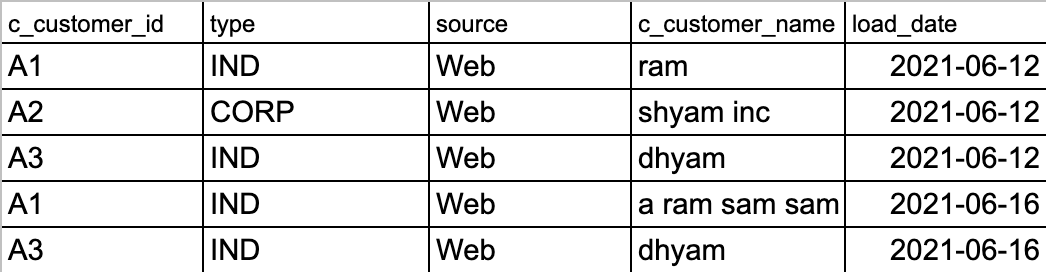 c_customer_id type source c_customer_name load_date
A1 IND Web ram 2021-06-12
A2 CORP Web shyam inc 2021-06-12
A3 IND Web dhyam 2021-06-12
A1 IND Web a ram sam sam 2021-06-16
A3 IND Web dhyam 2021-06-16